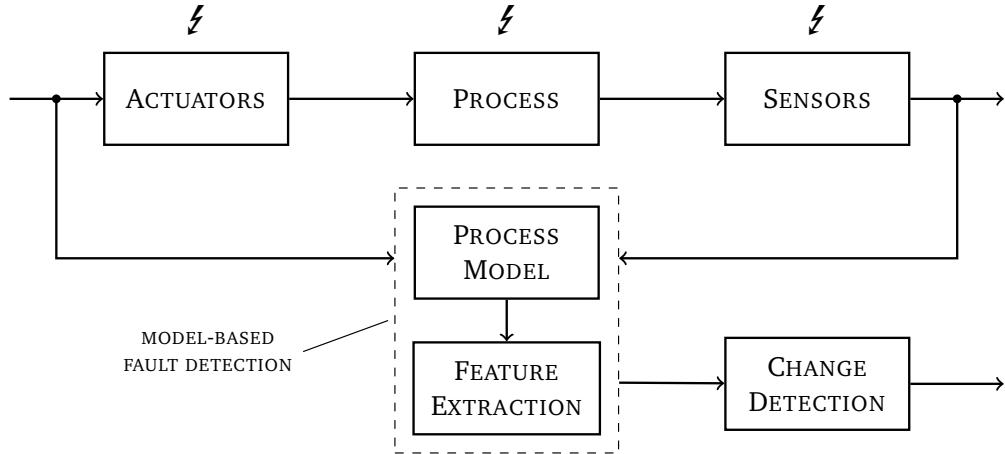 ACTUATORS
PROCESS
SENSORS
PROCESS
MODEL
MODEL-BASED
FAULT DETECTION
FEATURE
EXTRACTION
CHANGE
DETECTION